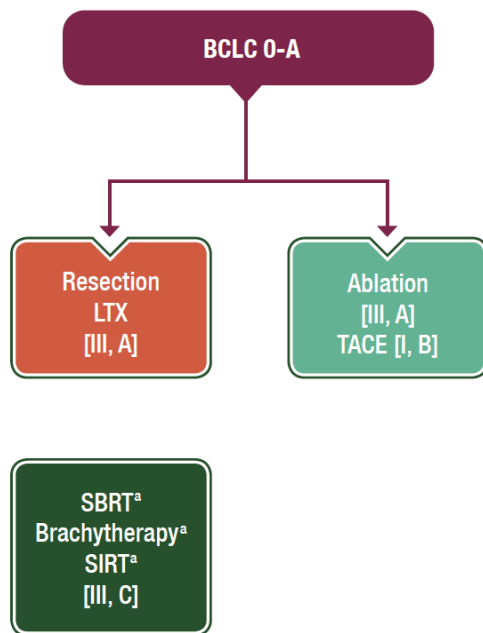 BCLC 0-A
Resection
LTX
[III, A]
Ablation
[III, A]
TACE [I, B]
SBRTᵃ
Brachytherapyᵃ
SIRTᵃ
[III, C]